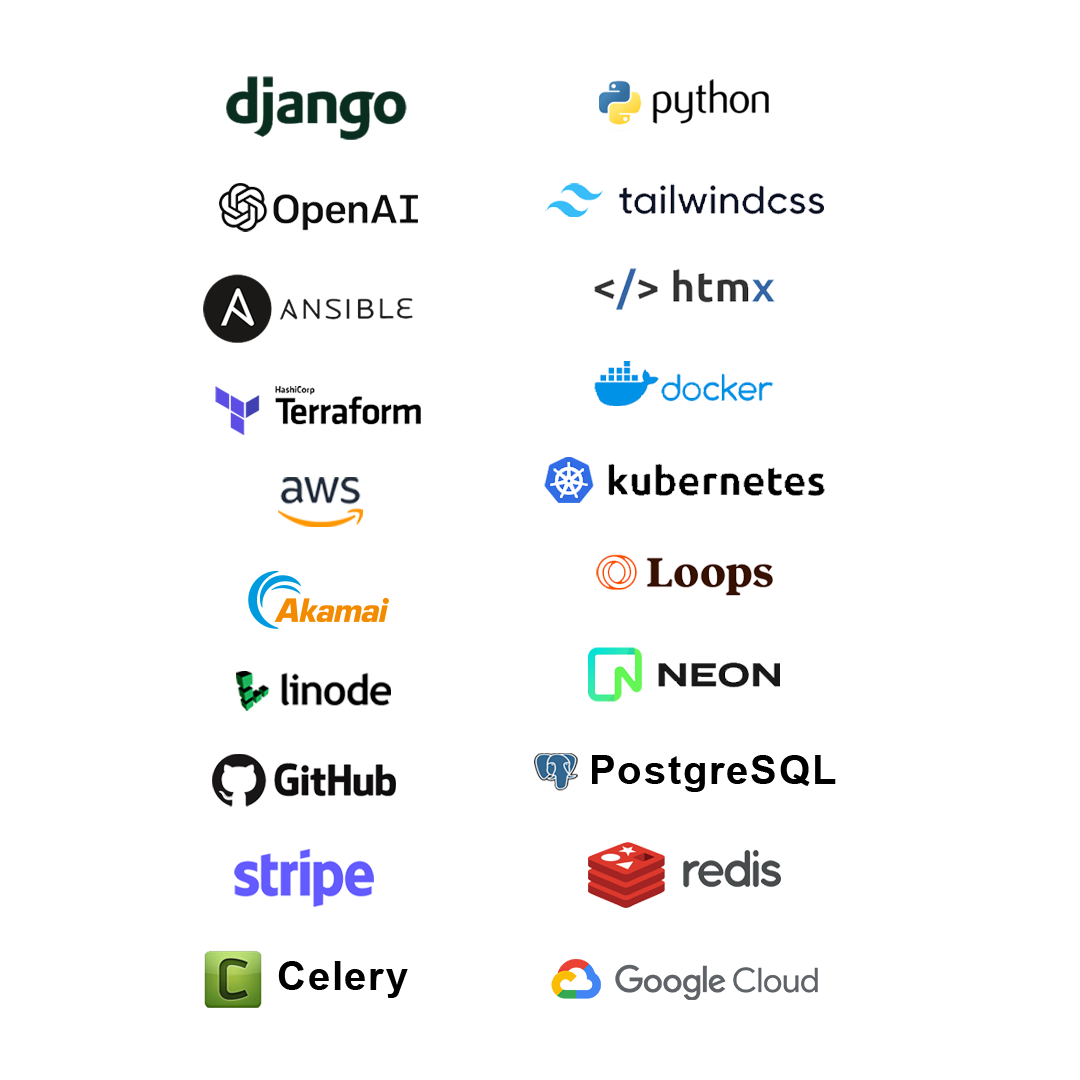 django
python
OpenAI
tailwindcss
ANSIBLE
</> htmx
HashiCorp
Terraform
docker
aws
kubernetes
Akamai
Loops
linode
NEON
GitHub
PostgreSQL
stripe
redis
C Celery
Google Cloud